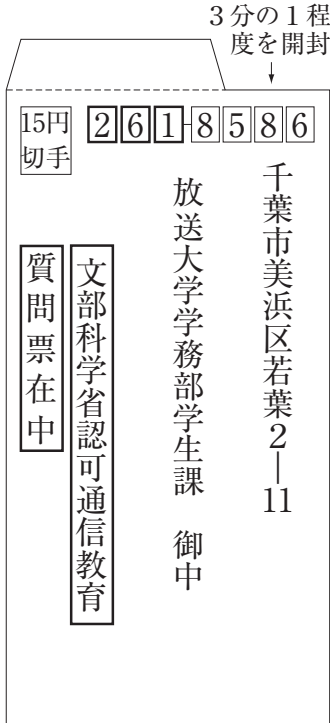 3分の1程
度を開封
15円
切手
261-8586
千葉市美浜区若葉2―11
放送大学学務部学生課　御中
文部科学省認可通信教育
質問票在中